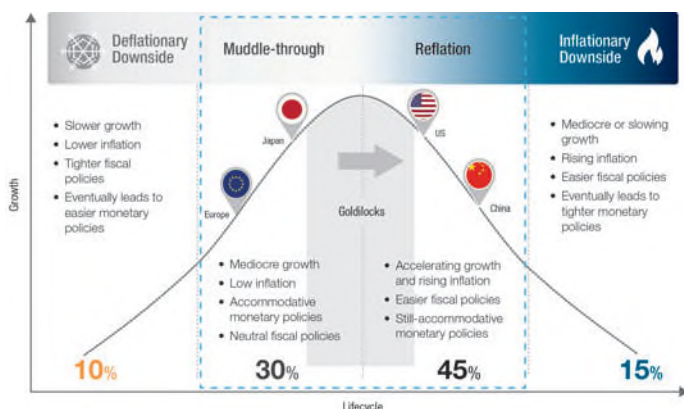 Deflationary
Downside
Muddle-through
Reflation
Inflationary
Downside
• Slower growth
• Lower inflation
• Tighter fiscal
policies
• Eventually leads to
easier monetary
policies
Japan
Europe
US
China
Goldilocks
• Mediocre or slowing
growth
• Rising inflation
• Easier fiscal policies
• Eventually leads to
tighter monetary
policies
• Mediocre growth
• Low inflation
• Accommodative
monetary policies
• Neutral fiscal policies
• Accelerating growth
and rising inflation
• Easier fiscal policies
• Still-accommodative
monetary policies
10%
30%
45%
15%
Growth
Lifecycle